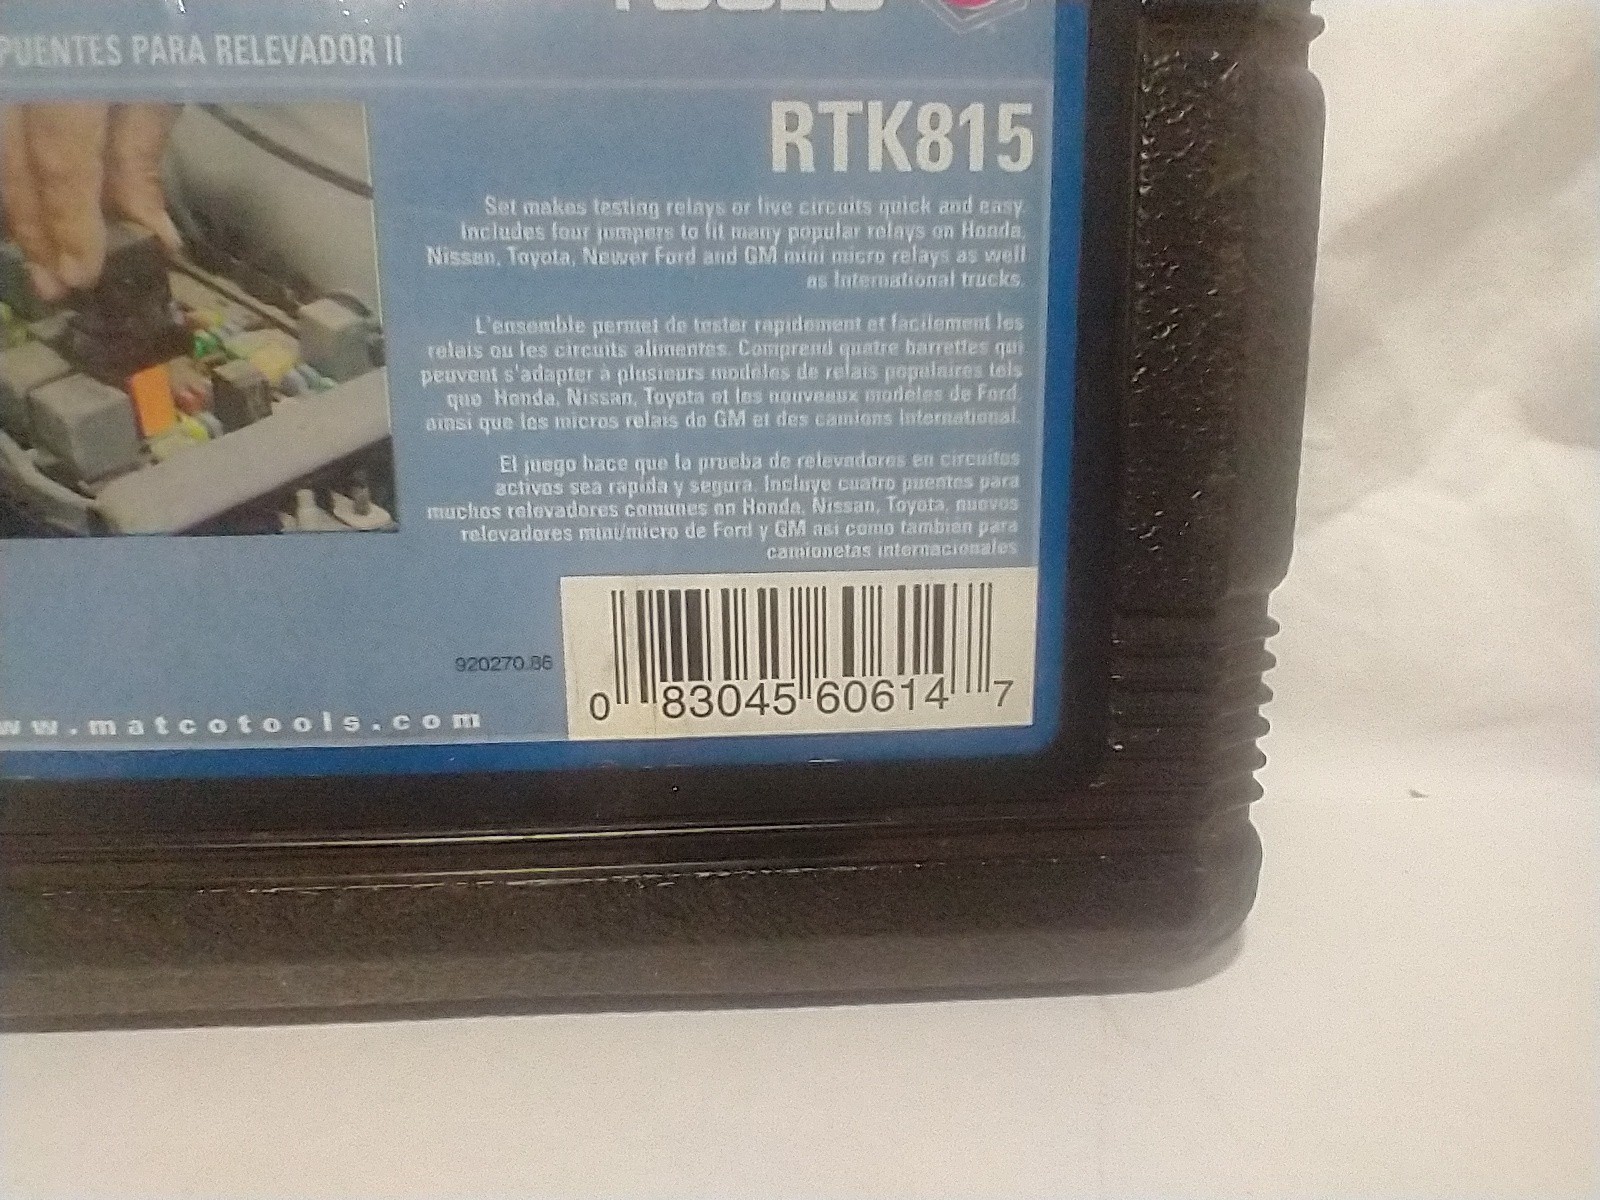 PUENTES PARA RELEVADOR II
RTK815
Set makes testing relays or live circuits quick and easy.
Includes four jumpers to fit many popular relays on Honda,
Nissan, Toyota, Newer Ford and GM mini micro relays as well
as International trucks.
L'ensemble permet de tester rapidement et facilement les
relais ou les circuits alimentes. Comprend quatre barrettes qui
peuvent s'adapter à plusieurs modeles de relais populaires tels
que Honda, Nissan, Toyota et les nouveaux modeles de Ford,
ainsi que les micros relais de GM et des camions International.
El juego hace que la prueba de relevadores en circuitos
activos sea rapida y segura. Incluye cuatro puentes para
muchos relevadores comunes en Honda, Nissan, Toyota, nuevos
relevadores mini/micro de Ford y GM asi como tambien para
camionetas internacionales
920270.86
0 83045 60614 7
ww.matcotools.com